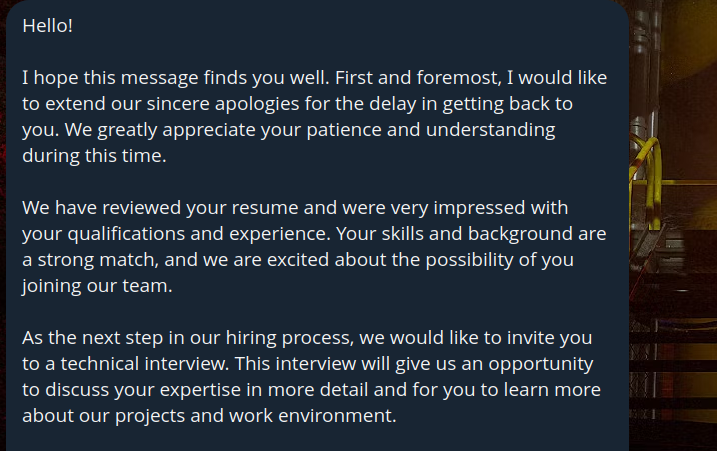 Hello!
I hope this message finds you well. First and foremost, I would like
to extend our sincere apologies for the delay in getting back to
you. We greatly appreciate your patience and understanding
during this time.
We have reviewed your resume and were very impressed with
your qualifications and experience. Your skills and background are
a strong match, and we are excited about the possibility of you
joining our team.
As the next step in our hiring process, we would like to invite you
to a technical interview. This interview will give us an opportunity
to discuss your expertise in more detail and for you to learn more
about our projects and work environment.